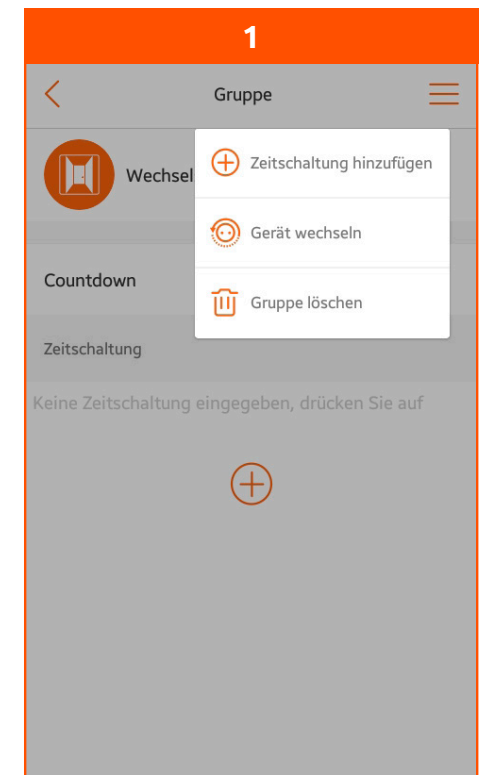 1
Gruppe
Wechsel
Zeitschaltung hinzufügen
Gerät wechseln
Gruppe löschen
Countdown
Zeitschaltung
Keine Zeitschaltung eingegeben, drücken Sie auf